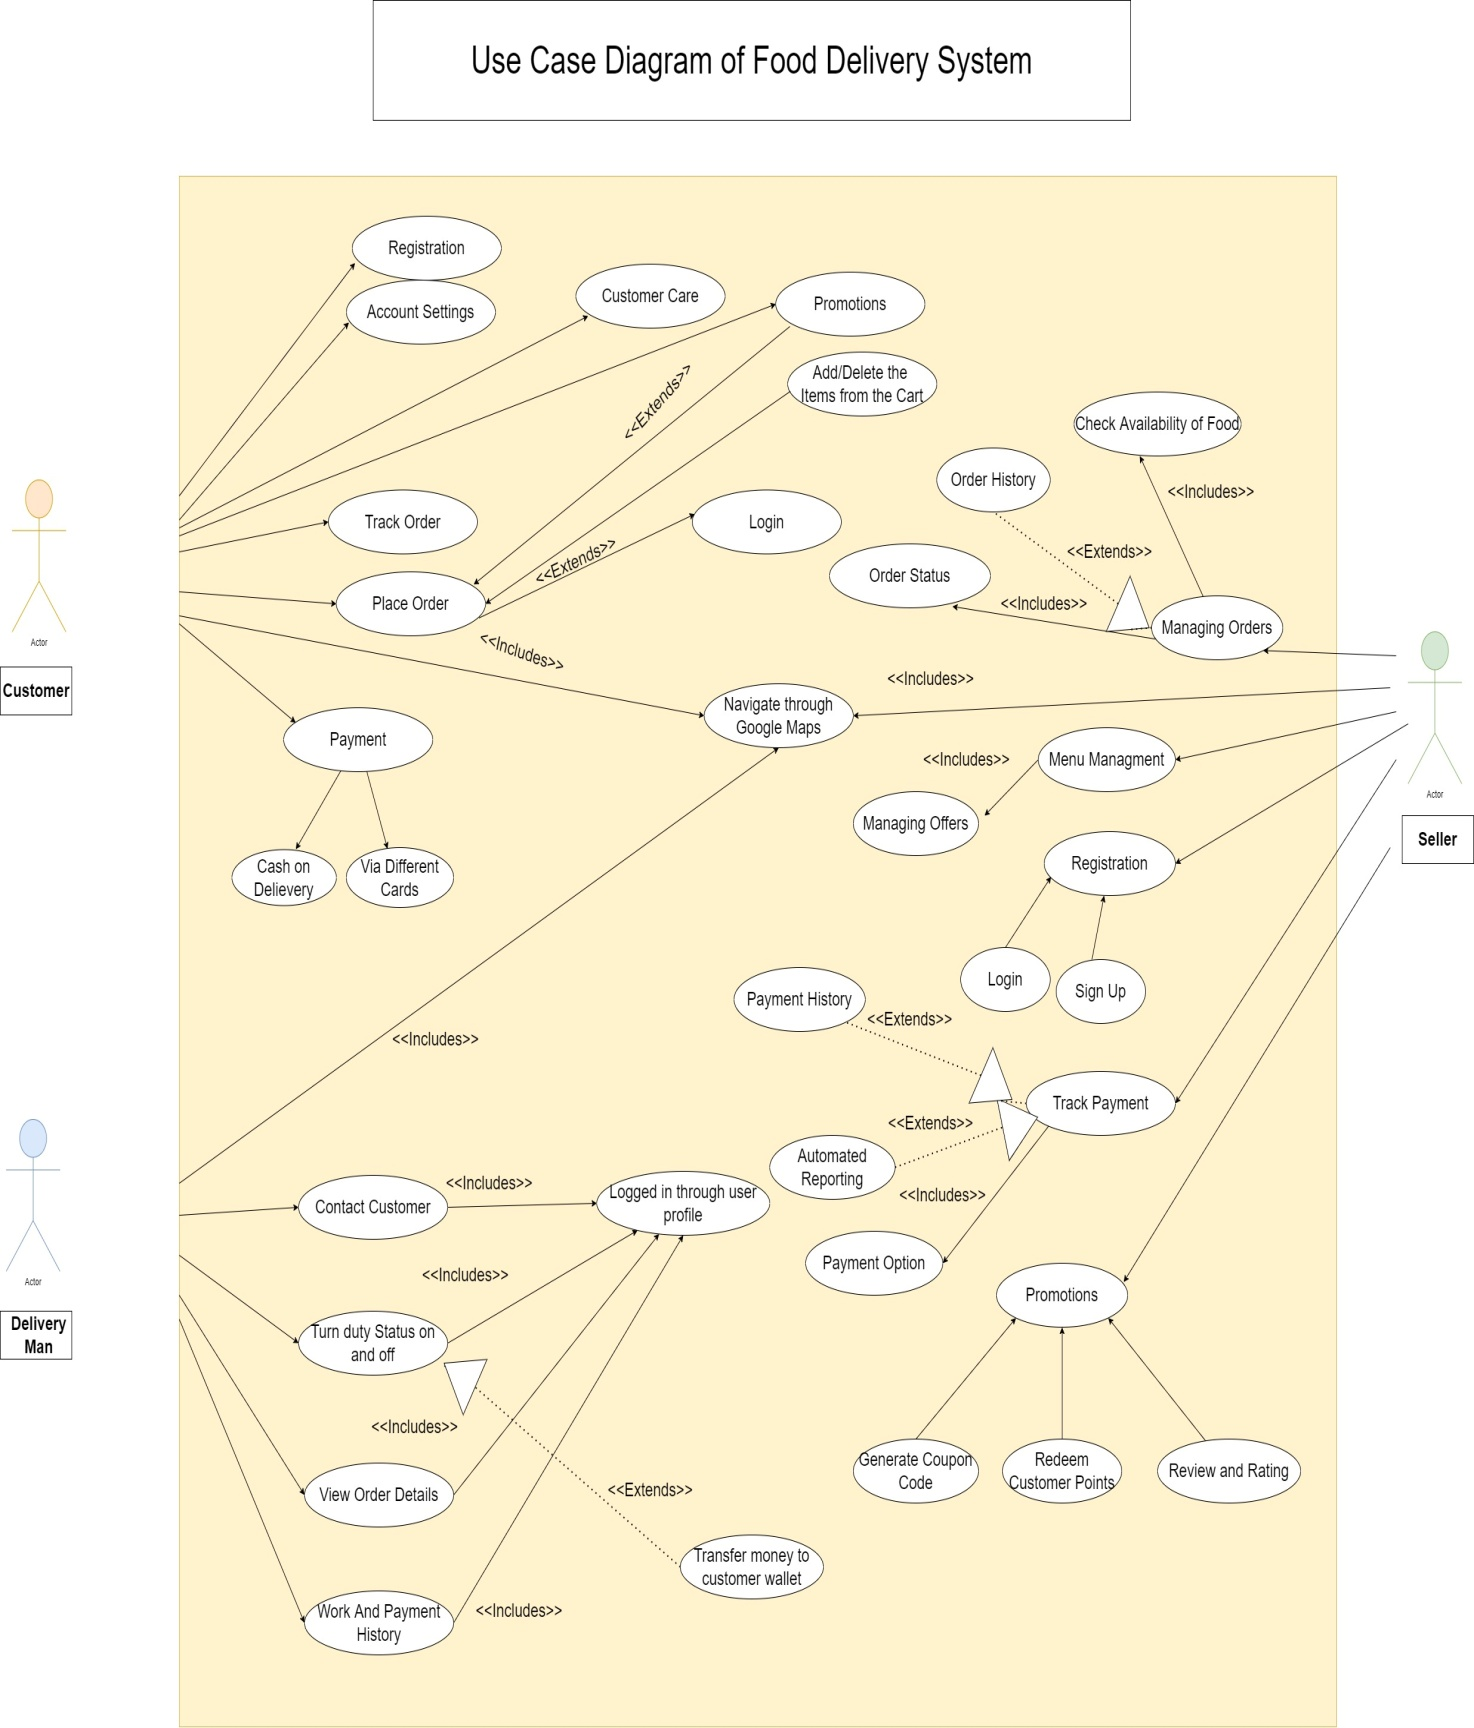 Use Case Diagram of Food Delivery System
Registration
Account Settings
Customer Care
Promotions
Add/Delete the
Items from the Cart
<<Extends>>
Check Availability of Food
Order History
<<Includes>>
Track Order
Login
<<Extends>>
<<Extends>>
Order Status
<<Includes>>
Place Order
Managing Orders
Actor
Customer
<<Includes>>
<<Includes>>
Navigate through
Google Maps
Payment
<<Includes>>
Menu Managment
Actor
Seller
Managing Offers
Cash on
Delievery
Via Different
Cards
Registration
Login
Sign Up
Payment History
<<Extends>>
<<Includes>>
Track Payment
<<Extends>>
Automated
Reporting
<<Includes>>
Contact Customer
<<Includes>>
Logged in through user
profile
Payment Option
Actor
Delivery
Man
<<Includes>>
Promotions
Turn duty Status on
and off
<<Includes>>
Generate Coupon
Code
Redeem
Customer Points
Review and Rating
View Order Details
<<Extends>>
Transfer money to
customer wallet
Work And Payment
History
<<Includes>>